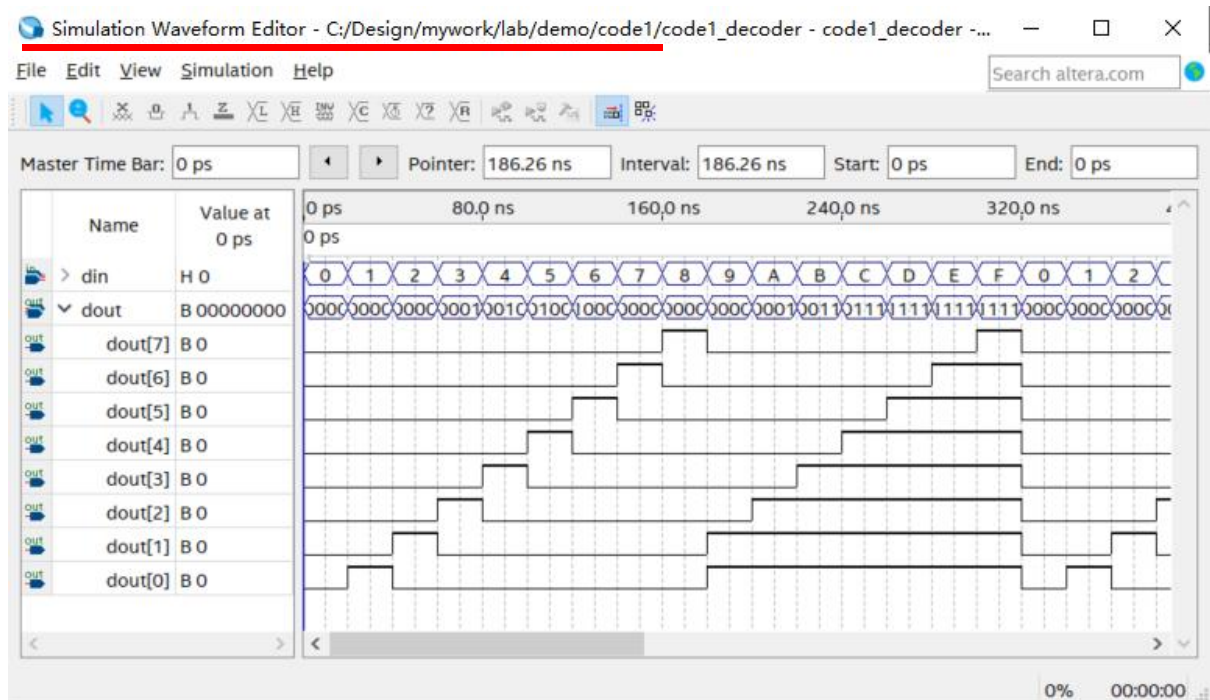 Simulation Waveform Editor - C:/Design/mywork/lab/demo/code1/code1_decoder - code1_decoder -...
File Edit View Simulation Help
Search altera.com
Master Time Bar: 0 ps Pointer: 186.26 ns Interval: 186.26 ns Start: 0 ps End: 0 ps
Name Value at 0 ps
0 ps 80.0 ns 160.0 ns 240.0 ns 320.0 ns
0 ps
din H 0 0 1 2 3 4 5 6 7 8 9 A B C D E F 0 1 2
dout B 00000000
dout[7] B 0
dout[6] B 0
dout[5] B 0
dout[4] B 0
dout[3] B 0
dout[2] B 0
dout[1] B 0
dout[0] B 0
0% 00:00:00